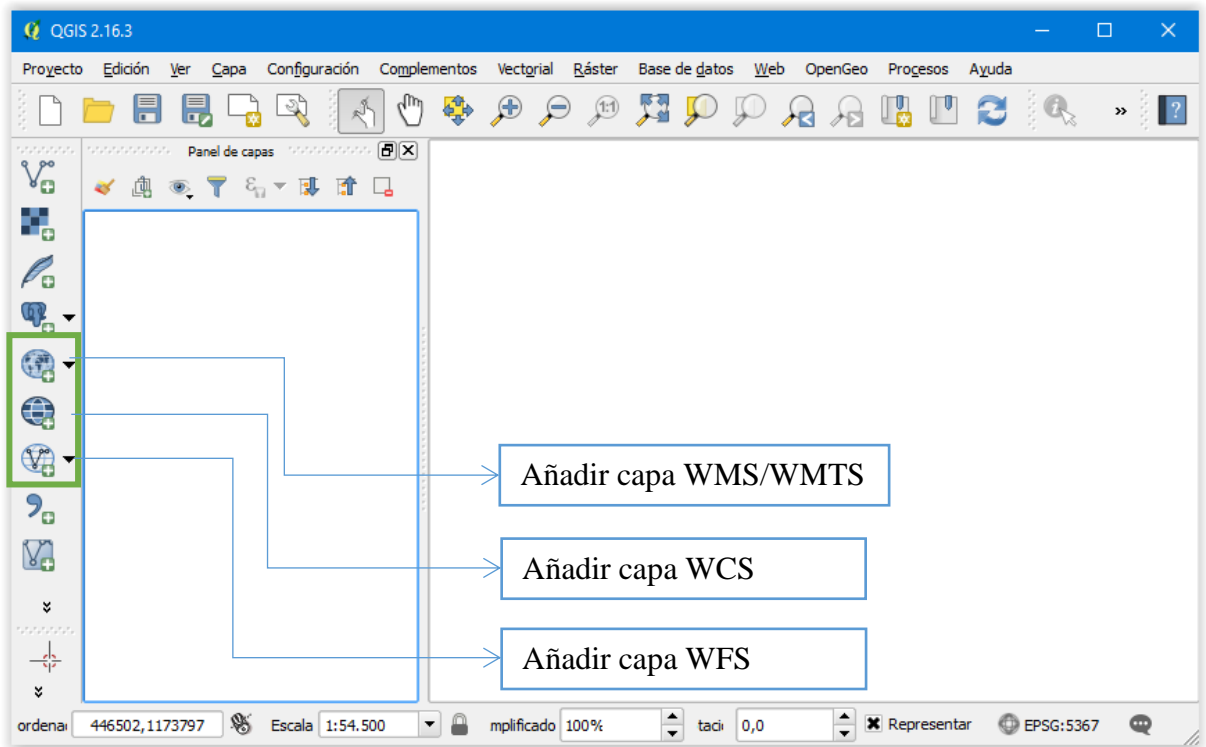 QGIS 2.16.3
Proyecto Edición Ver Capa Configuración Complementos Vectorial Ráster Base de datos Web OpenGeo Procesos Ayuda
1:1
»
?
Panel de capas
ε
Añadir capa WMS/WMTS
Añadir capa WCS
Añadir capa WFS
ordena 446502,1173797 Escala 1:54.500 mplificado 100% taci 0,0 Representar EPSG:5367